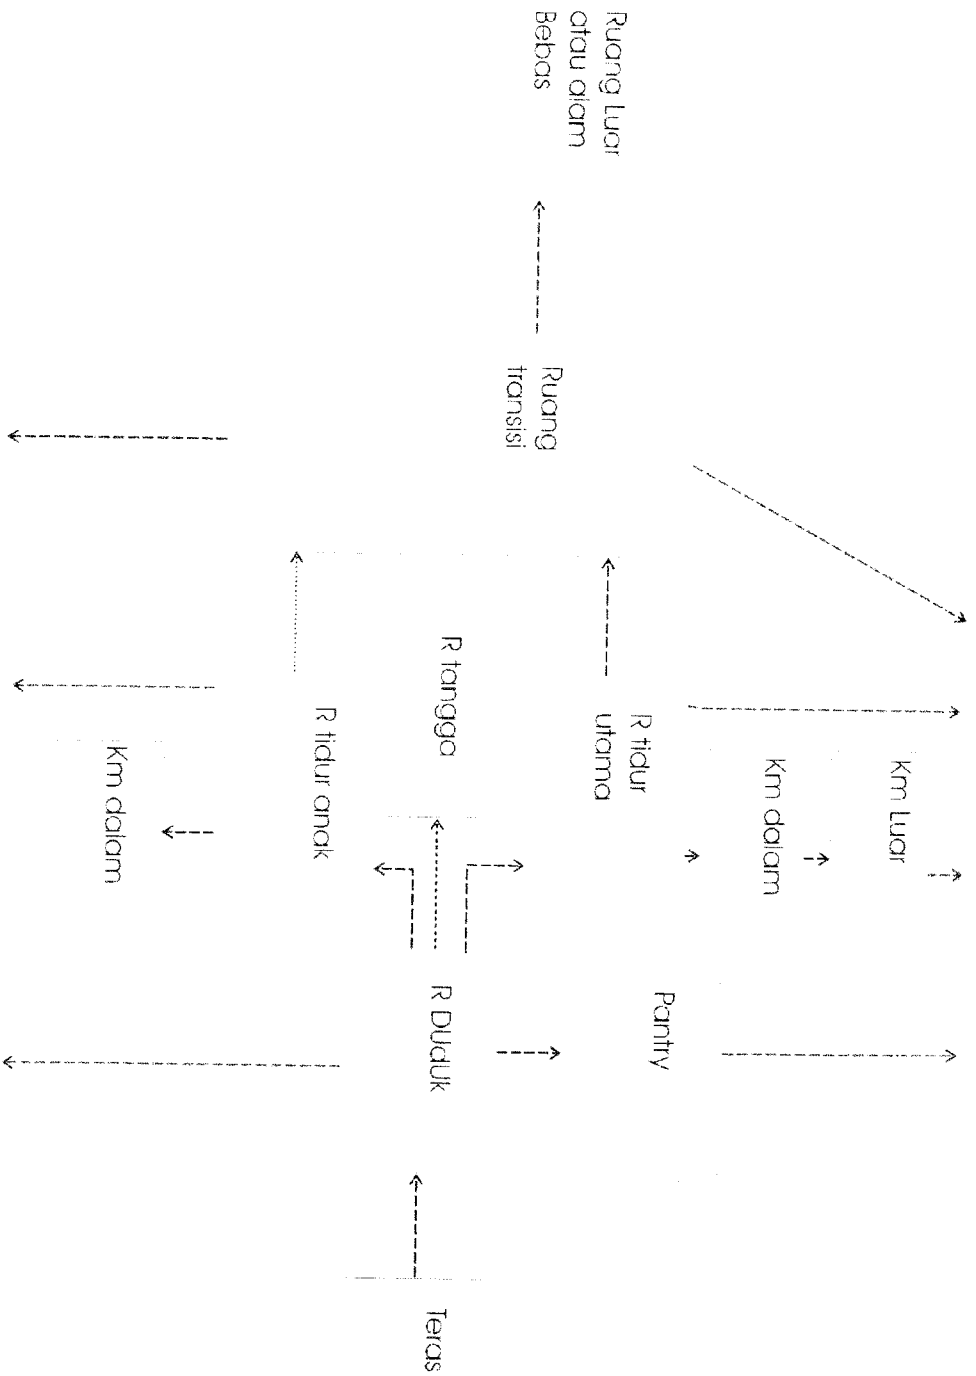 Km Luar
Km dalam
Ruang Luar
atau alam
Bebas
Ruang
transisi
R tidur
utama
Pantry
R tangga
R DUduk
Teras
R tidur anak
Km dalam